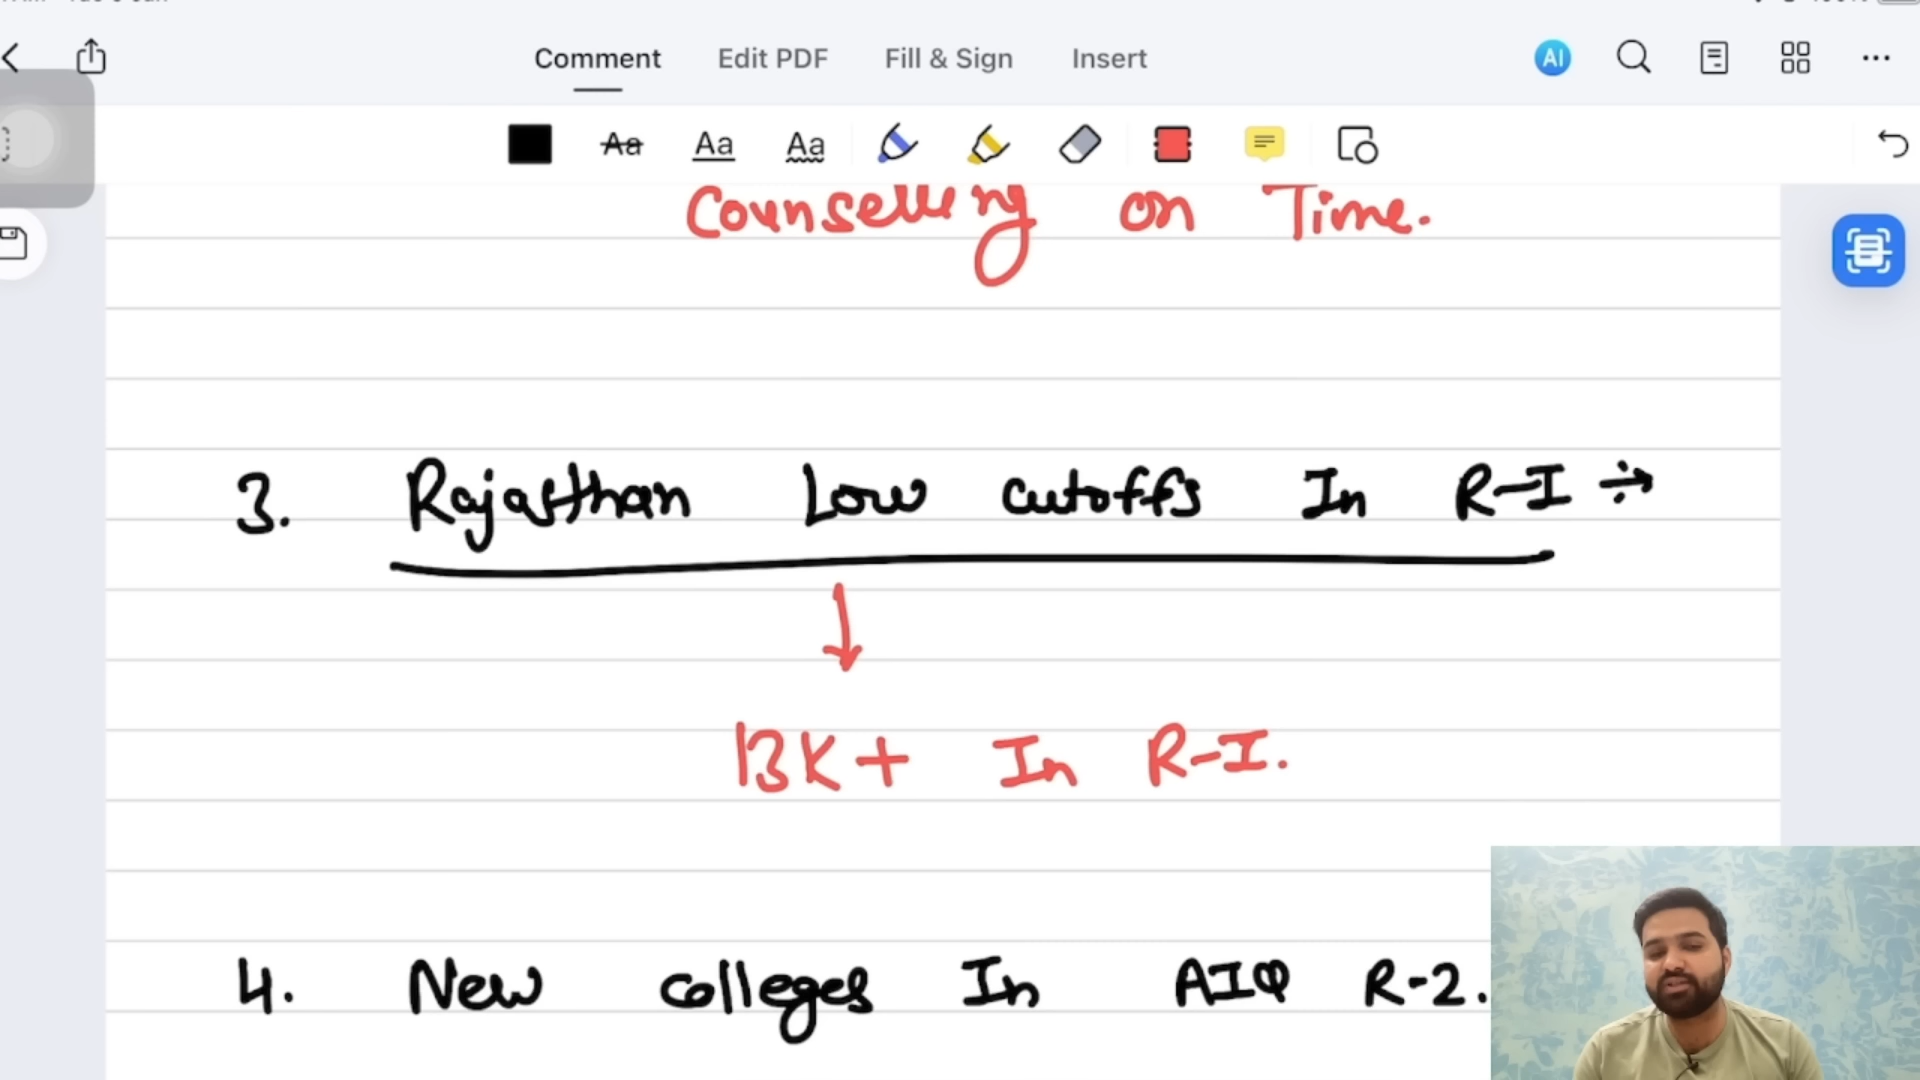 Comment Edit PDF Fill & Sign Insert AI
Aa Aa Aa
Counselling on Time.
3. Rajasthan Low cutoffs In R-I ÷→
13K+ In R-I.
4. New colleges In AIQ R-2.